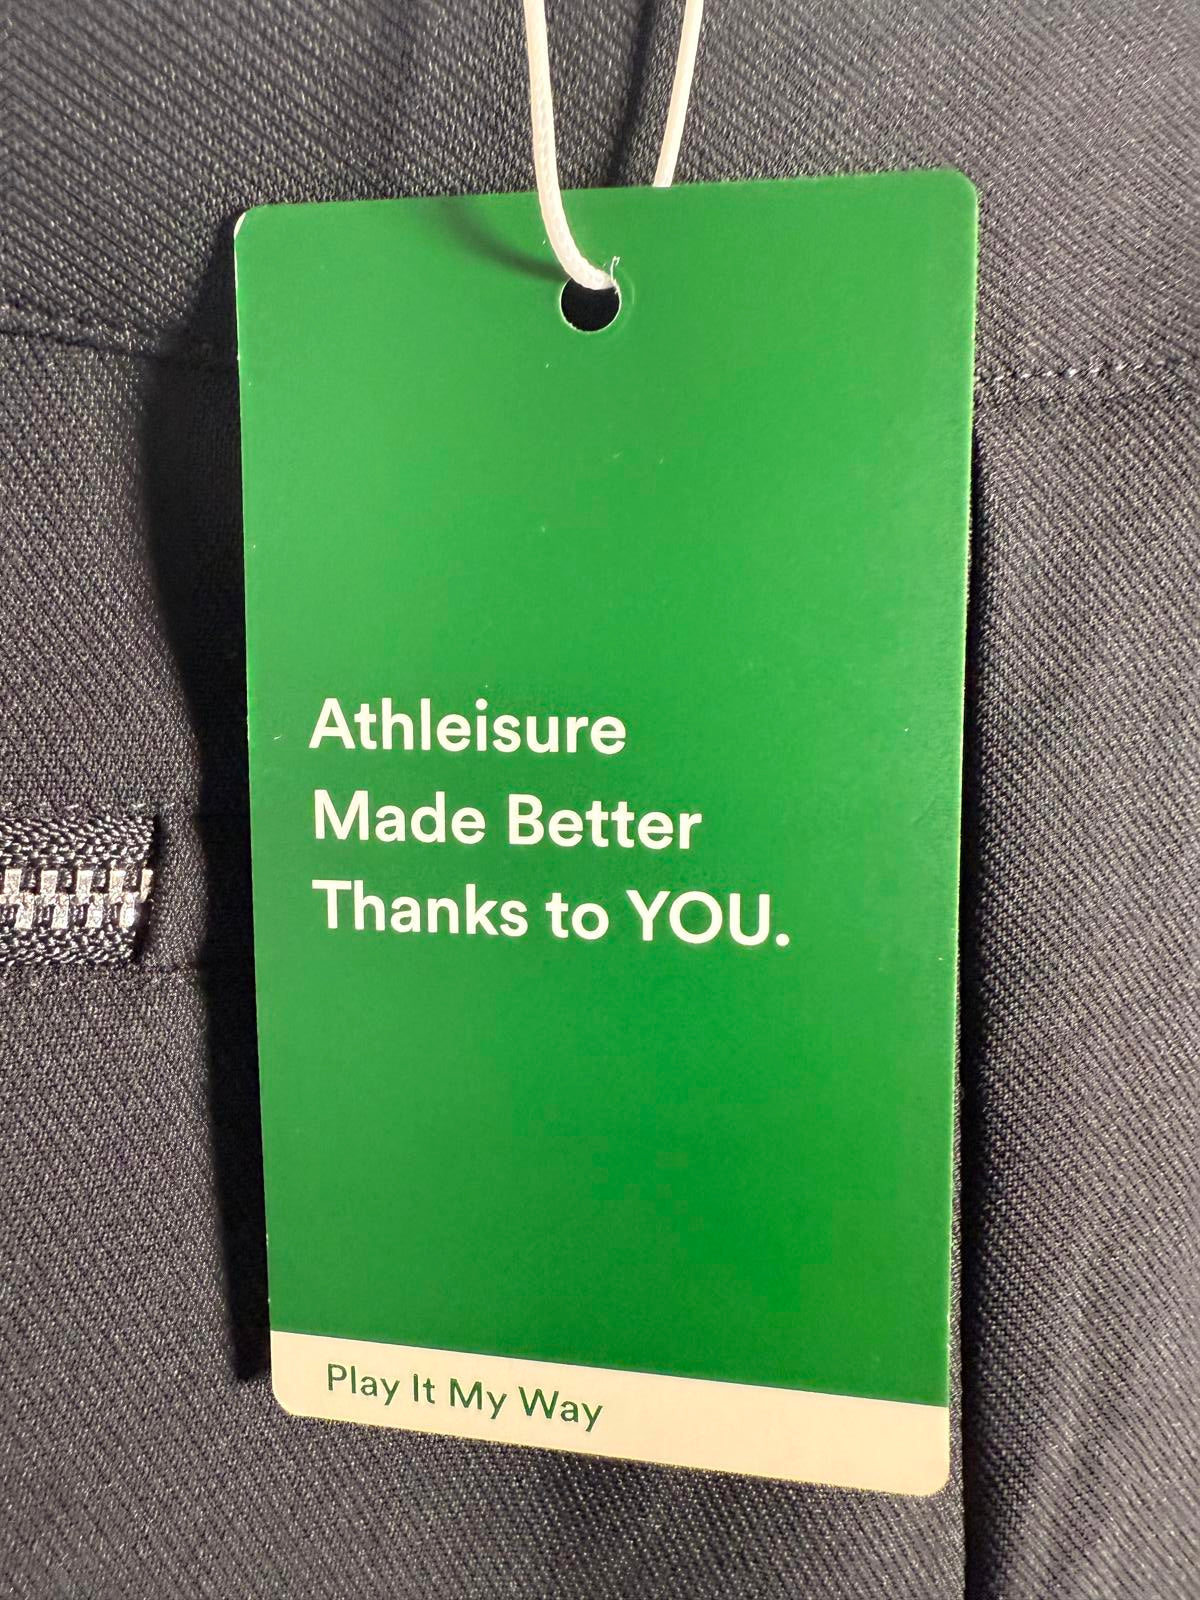 Athleisure
Made Better
Thanks to YOU.
Play It My Way